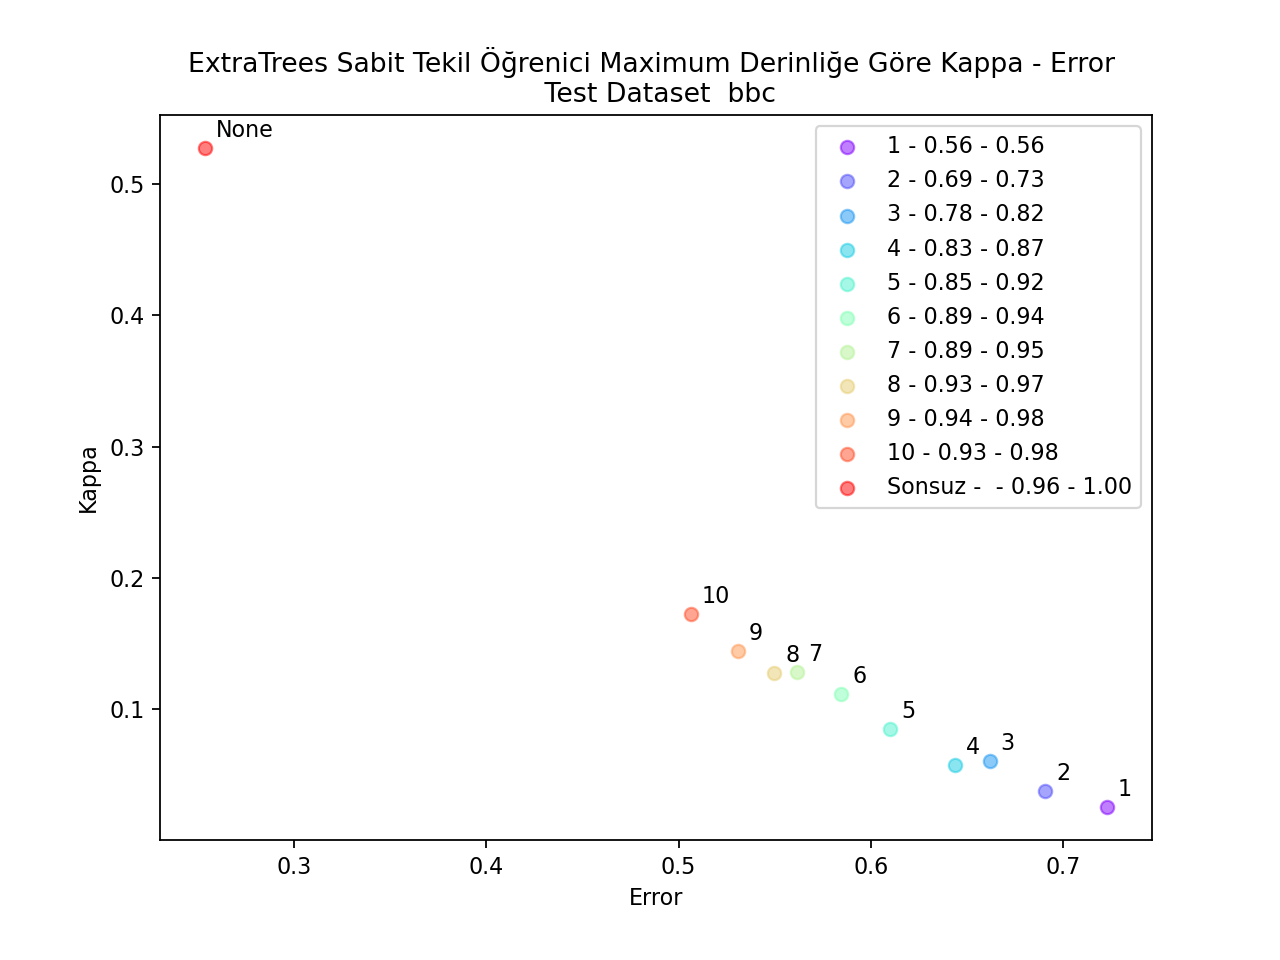 ExtraTrees Sabit Tekil Öğrenici Maximum Derinliğe Göre Kappa - Error
Test Dataset  bbc
None
1 - 0.56 - 0.56
2 - 0.69 - 0.73
3 - 0.78 - 0.82
4 - 0.83 - 0.87
5 - 0.85 - 0.92
6 - 0.89 - 0.94
7 - 0.89 - 0.95
8 - 0.93 - 0.97
9 - 0.94 - 0.98
10 - 0.93 - 0.98
Sonsuz -  - 0.96 - 1.00
0.5
0.4
0.3
0.2
0.1
Kappa
10
9
8
7
6
5
4
3
2
1
0.3
0.4
0.5
0.6
0.7
Error